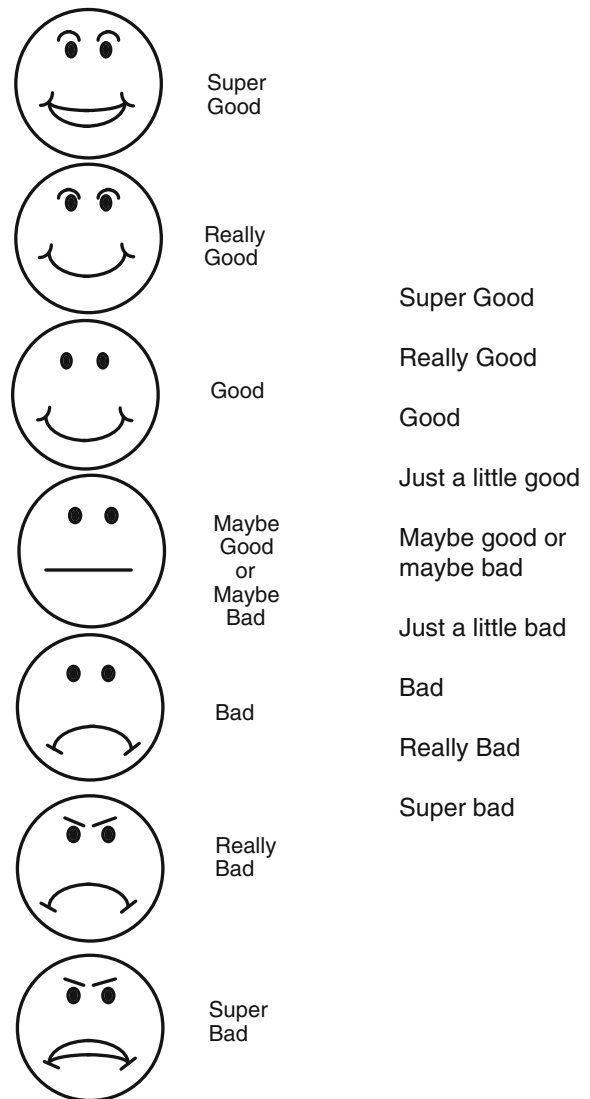 Super
Good
Really
Good
Good
Maybe
Good
or
Maybe
Bad
Bad
Really
Bad
Super
Bad
Super Good
Really Good
Good
Just a little good
Maybe good or
maybe bad
Just a little bad
Bad
Really Bad
Super bad